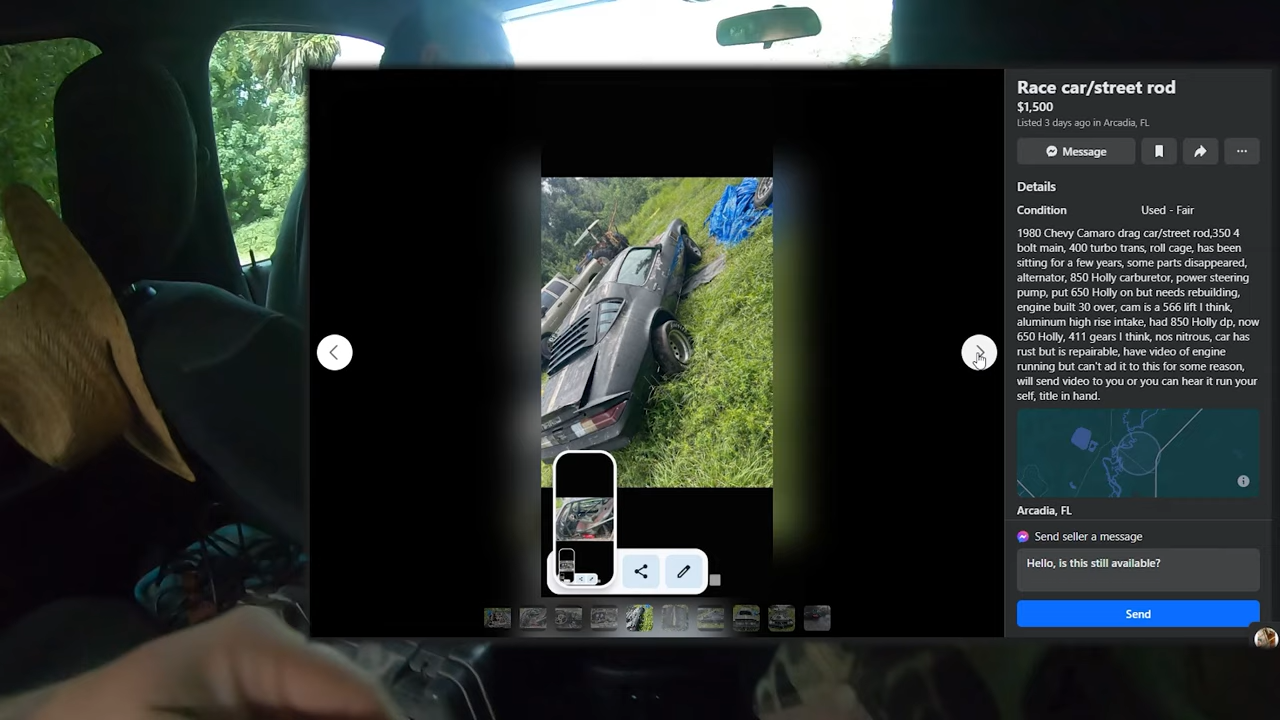 Race car/street rod
$1,500
Listed 3 days ago in Arcadia, FL
Message
Details
Condition Used - Fair
1980 Chevy Camaro drag car/street rod,350 4
bolt main, 400 turbo trans, roll cage, has been
sitting for a few years, some parts disappeared,
alternator, 850 Holly carburetor, power steering
pump, put 650 Holly on but needs rebuilding,
engine built 30 over, cam is a 566 lift I think,
aluminum high rise intake, had 850 Holly dp, now
650 Holly, 411 gears I think, nos nitrous, car has
rust but is repairable, have video of engine
running but can't ad it to this for some reason,
will send video to you or you can hear it run your
self, title in hand.
Arcadia, FL
Send seller a message
Hello, is this still available?
Send